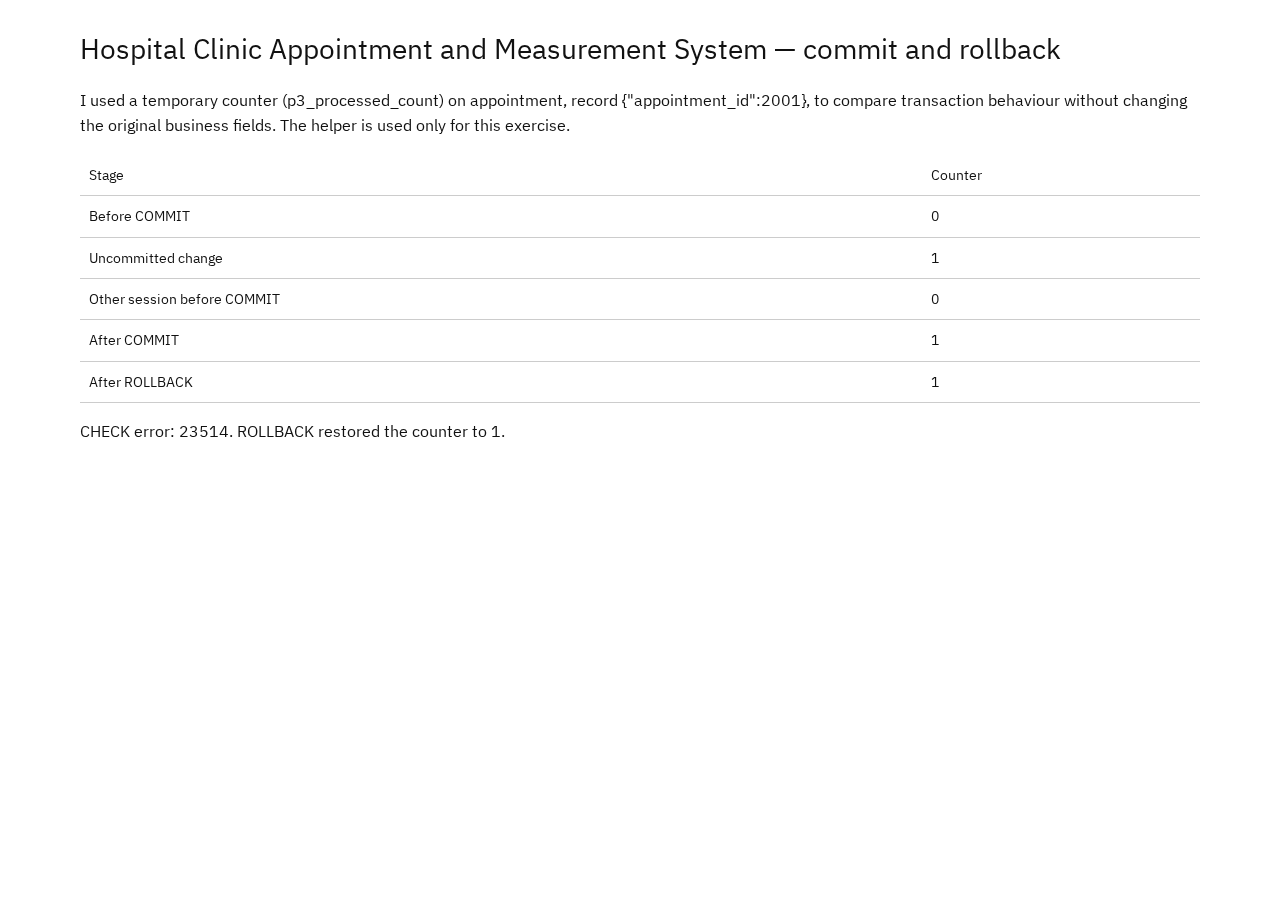 Hospital Clinic Appointment and Measurement System — commit and rollback
I used a temporary counter (p3_processed_count) on appointment, record {"appointment_id":2001}, to compare transaction behaviour without changing
the original business fields. The helper is used only for this exercise.
Stage Counter
Before COMMIT 0
Uncommitted change 1
Other session before COMMIT 0
After COMMIT 1
After ROLLBACK 1
CHECK error: 23514. ROLLBACK restored the counter to 1.